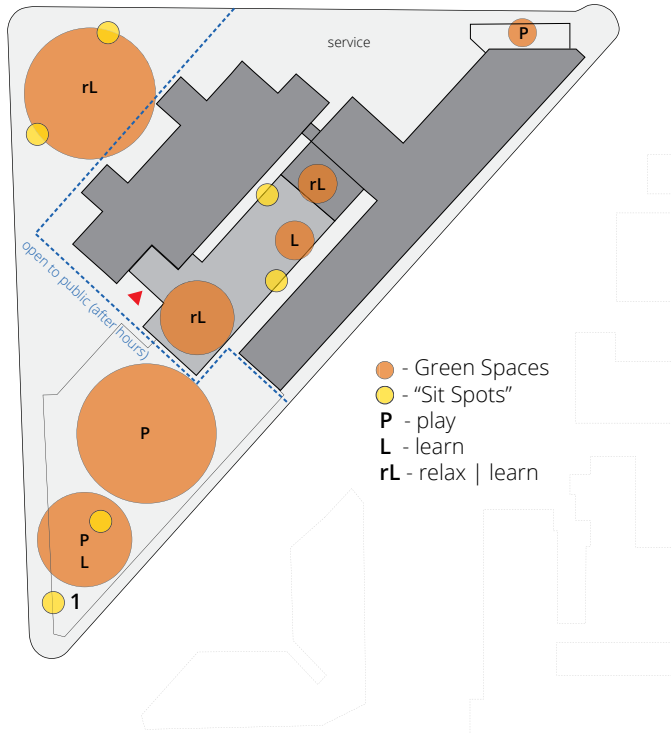 P
service
rL
rL
L
open to public (after hours)
rL
- Green Spaces
- “Sit Spots”
P - play
L - learn
rL - relax | learn
P
P
L
1